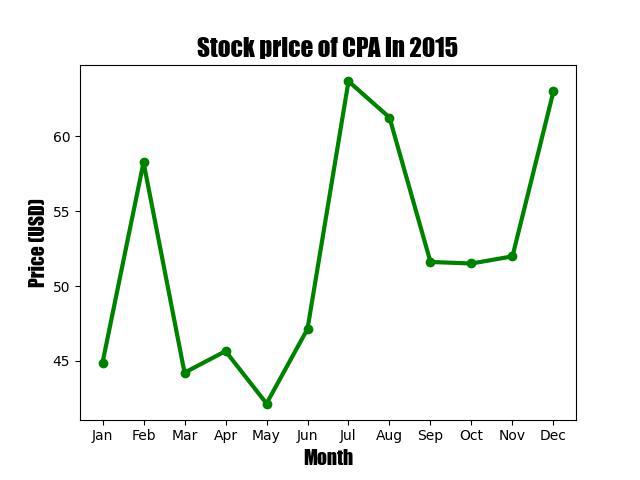 Stock price of CPA in 2015
Price (USD)
60
55
50
45
Jan Feb Mar Apr May Jun Jul Aug Sep Oct Nov Dec
Month